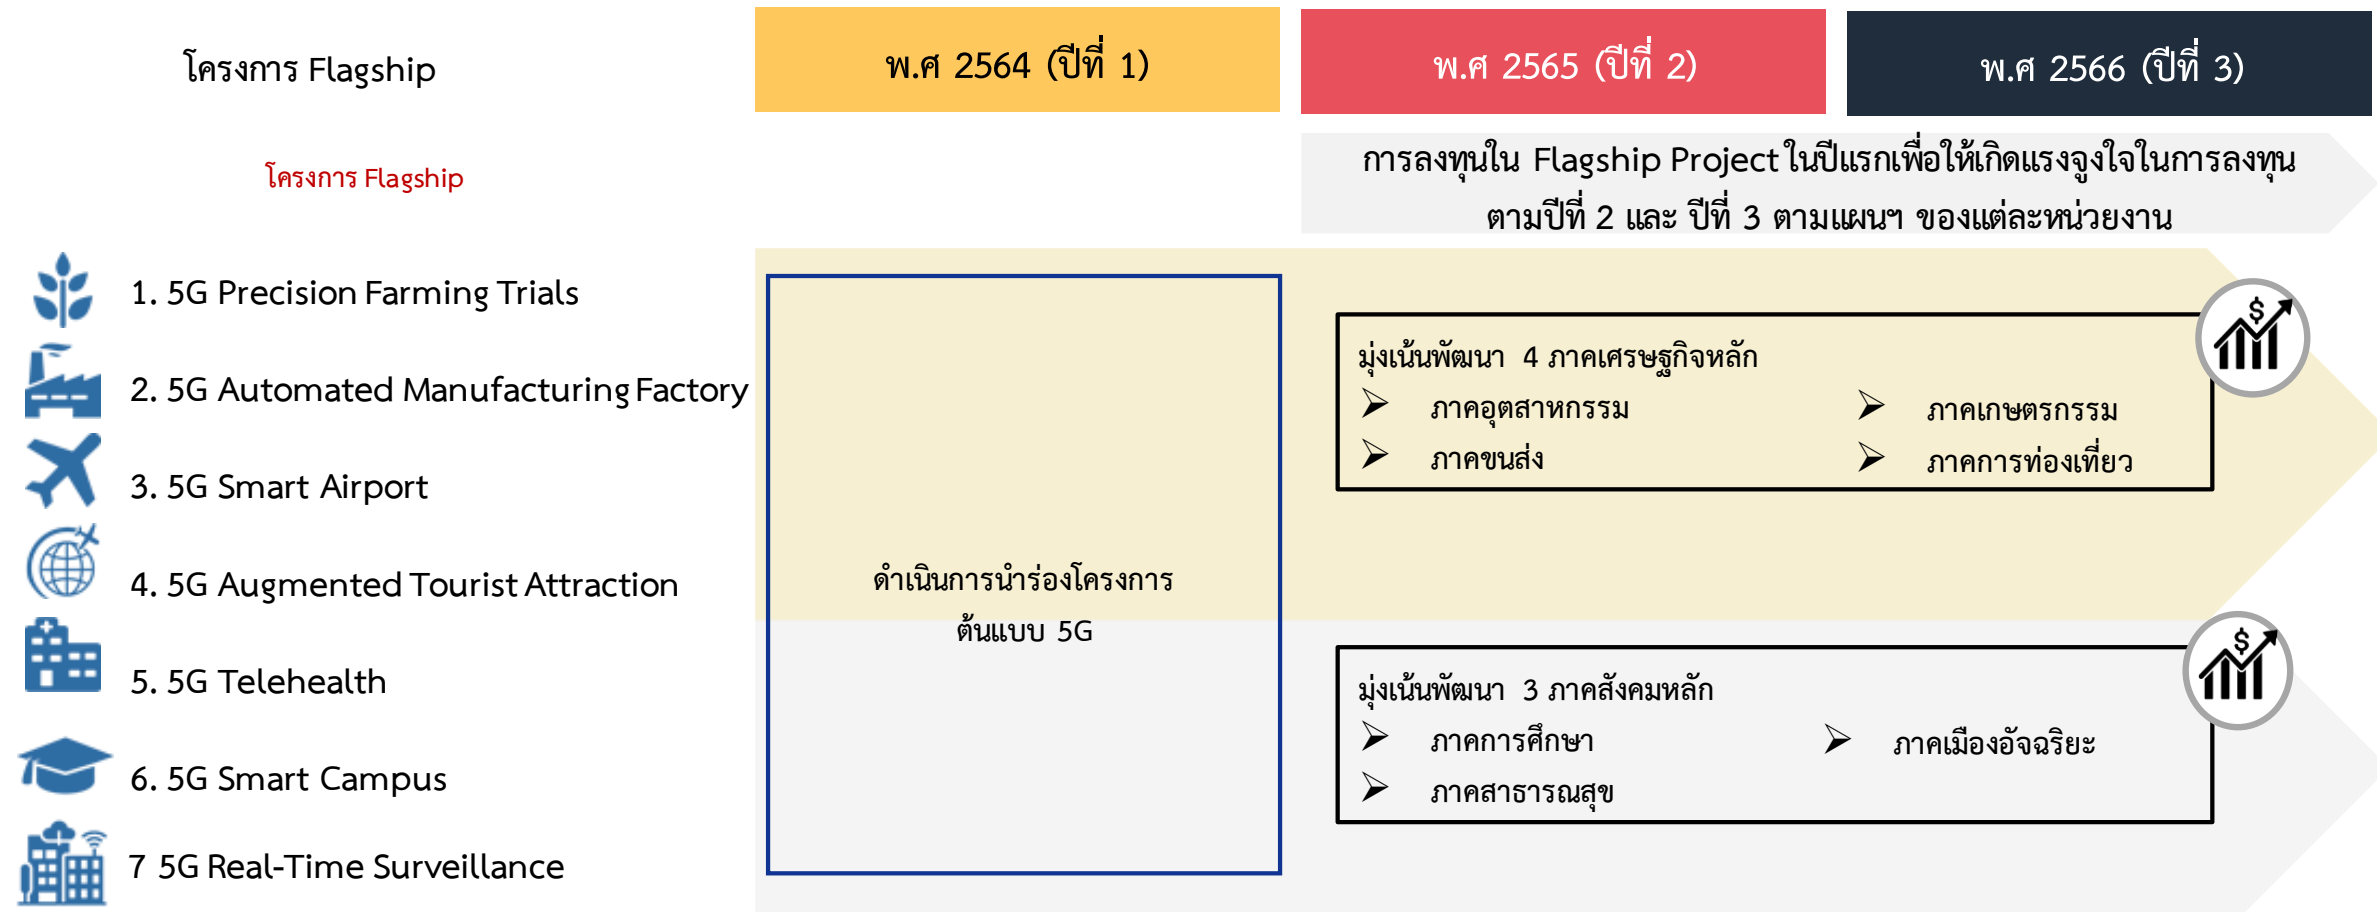 โครงการ Flagship
พ.ศ 2564 (ปีที่ 1)
พ.ศ 2565 (ปีที่ 2)
พ.ศ 2566 (ปีที่ 3)
โครงการ Flagship
การลงทุนใน Flagship Project ในปีแรกเพื่อให้เกิดแรงจูงใจในการลงทุน
ตามปีที่ 2 และ ปีที่ 3 ตามแผนฯ ของแต่ละหน่วยงาน
1. 5G Precision Farming Trials
2. 5G Automated Manufacturing Factory
3. 5G Smart Airport
4. 5G Augmented Tourist Attraction
5. 5G Telehealth
6. 5G Smart Campus
7 5G Real-Time Surveillance
ดำเนินการนำร่องโครงการ
ต้นแบบ 5G
มุ่งเน้นพัฒนา 4 ภาคเศรษฐกิจหลัก
➢ ภาคอุตสาหกรรม
➢ ภาคขนส่ง
➢ ภาคเกษตรกรรม
➢ ภาคการท่องเที่ยว
มุ่งเน้นพัฒนา 3 ภาคสังคมหลัก
➢ ภาคการศึกษา
➢ ภาคสาธารณสุข
➢ ภาคเมืองอัจฉริยะ